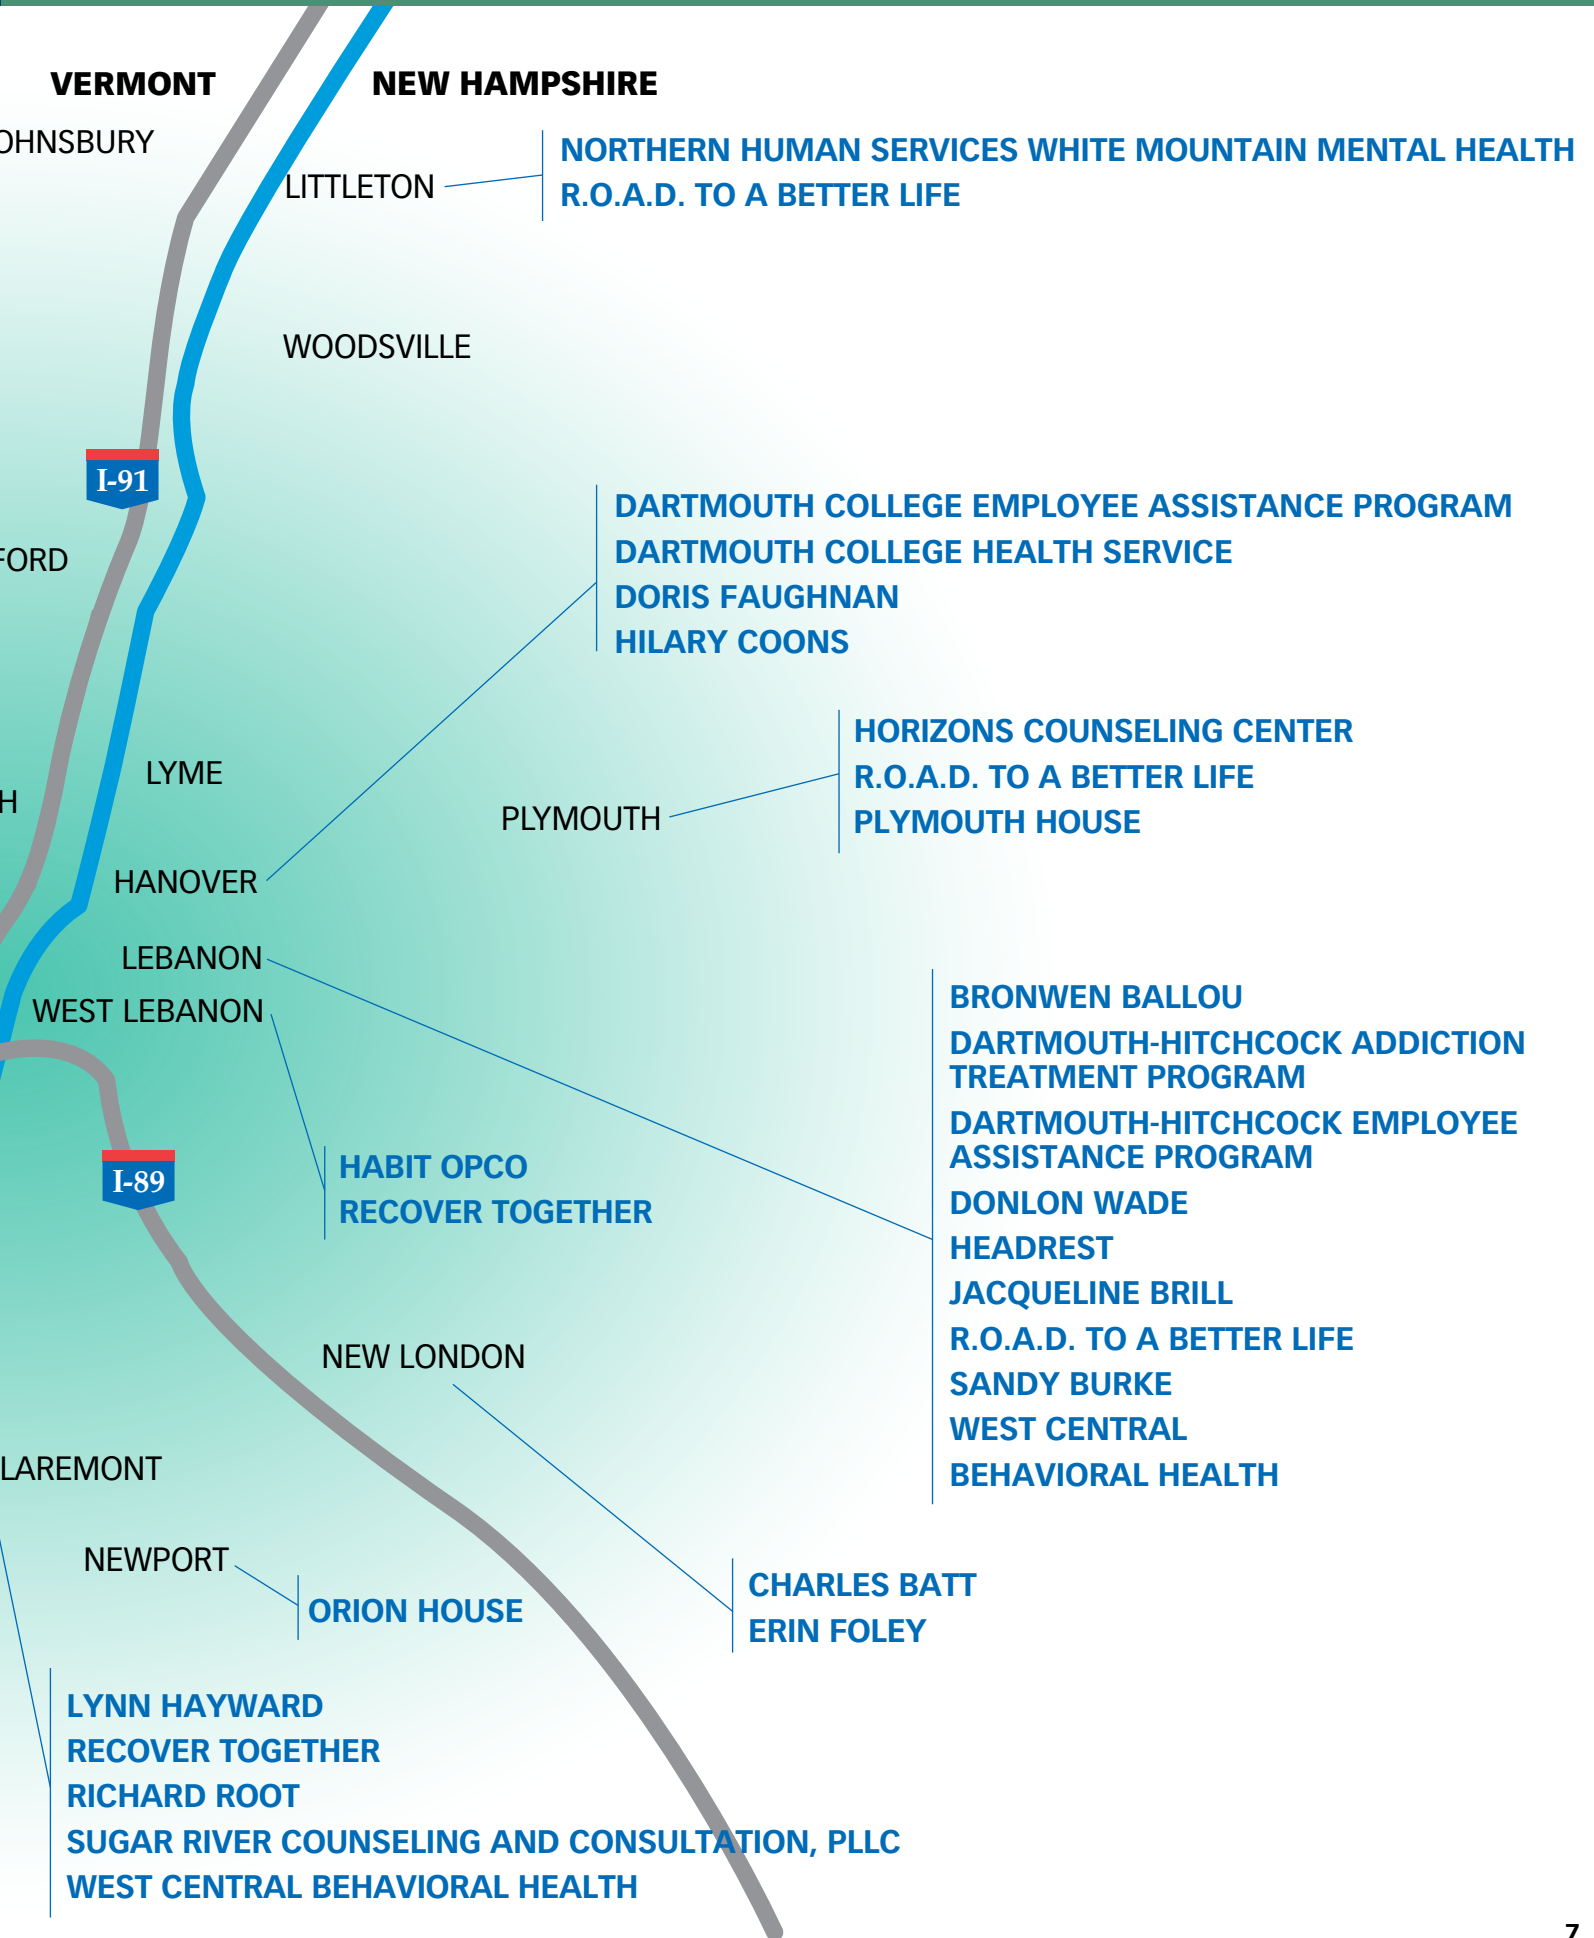 VERMONT
NEW HAMPSHIRE
OHNSBURY
NORTHERN HUMAN SERVICES WHITE MOUNTAIN MENTAL HEALTH
LITTLETON
R.O.A.D. TO A BETTER LIFE
WOODSVILLE
I-91
DARTMOUTH COLLEGE EMPLOYEE ASSISTANCE PROGRAM
DARTMOUTH COLLEGE HEALTH SERVICE
DORIS FAUGHNAN
HILARY COONS
FORD
HORIZONS COUNSELING CENTER
R.O.A.D. TO A BETTER LIFE
PLYMOUTH HOUSE
LYME
H
PLYMOUTH
HANOVER
LEBANON
WEST LEBANON
BRONWEN BALLOU
DARTMOUTH-HITCHCOCK ADDICTION
TREATMENT PROGRAM
DARTMOUTH-HITCHCOCK EMPLOYEE
ASSISTANCE PROGRAM
DONLON WADE
HEADREST
JACQUELINE BRILL
R.O.A.D. TO A BETTER LIFE
SANDY BURKE
WEST CENTRAL
BEHAVIORAL HEALTH
HABIT OPCO
RECOVER TOGETHER
I-89
NEW LONDON
LAREMONT
NEWPORT
ORION HOUSE
CHARLES BATT
ERIN FOLEY
LYNN HAYWARD
RECOVER TOGETHER
RICHARD ROOT
SUGAR RIVER COUNSELING AND CONSULTATION, PLLC
WEST CENTRAL BEHAVIORAL HEALTH
7